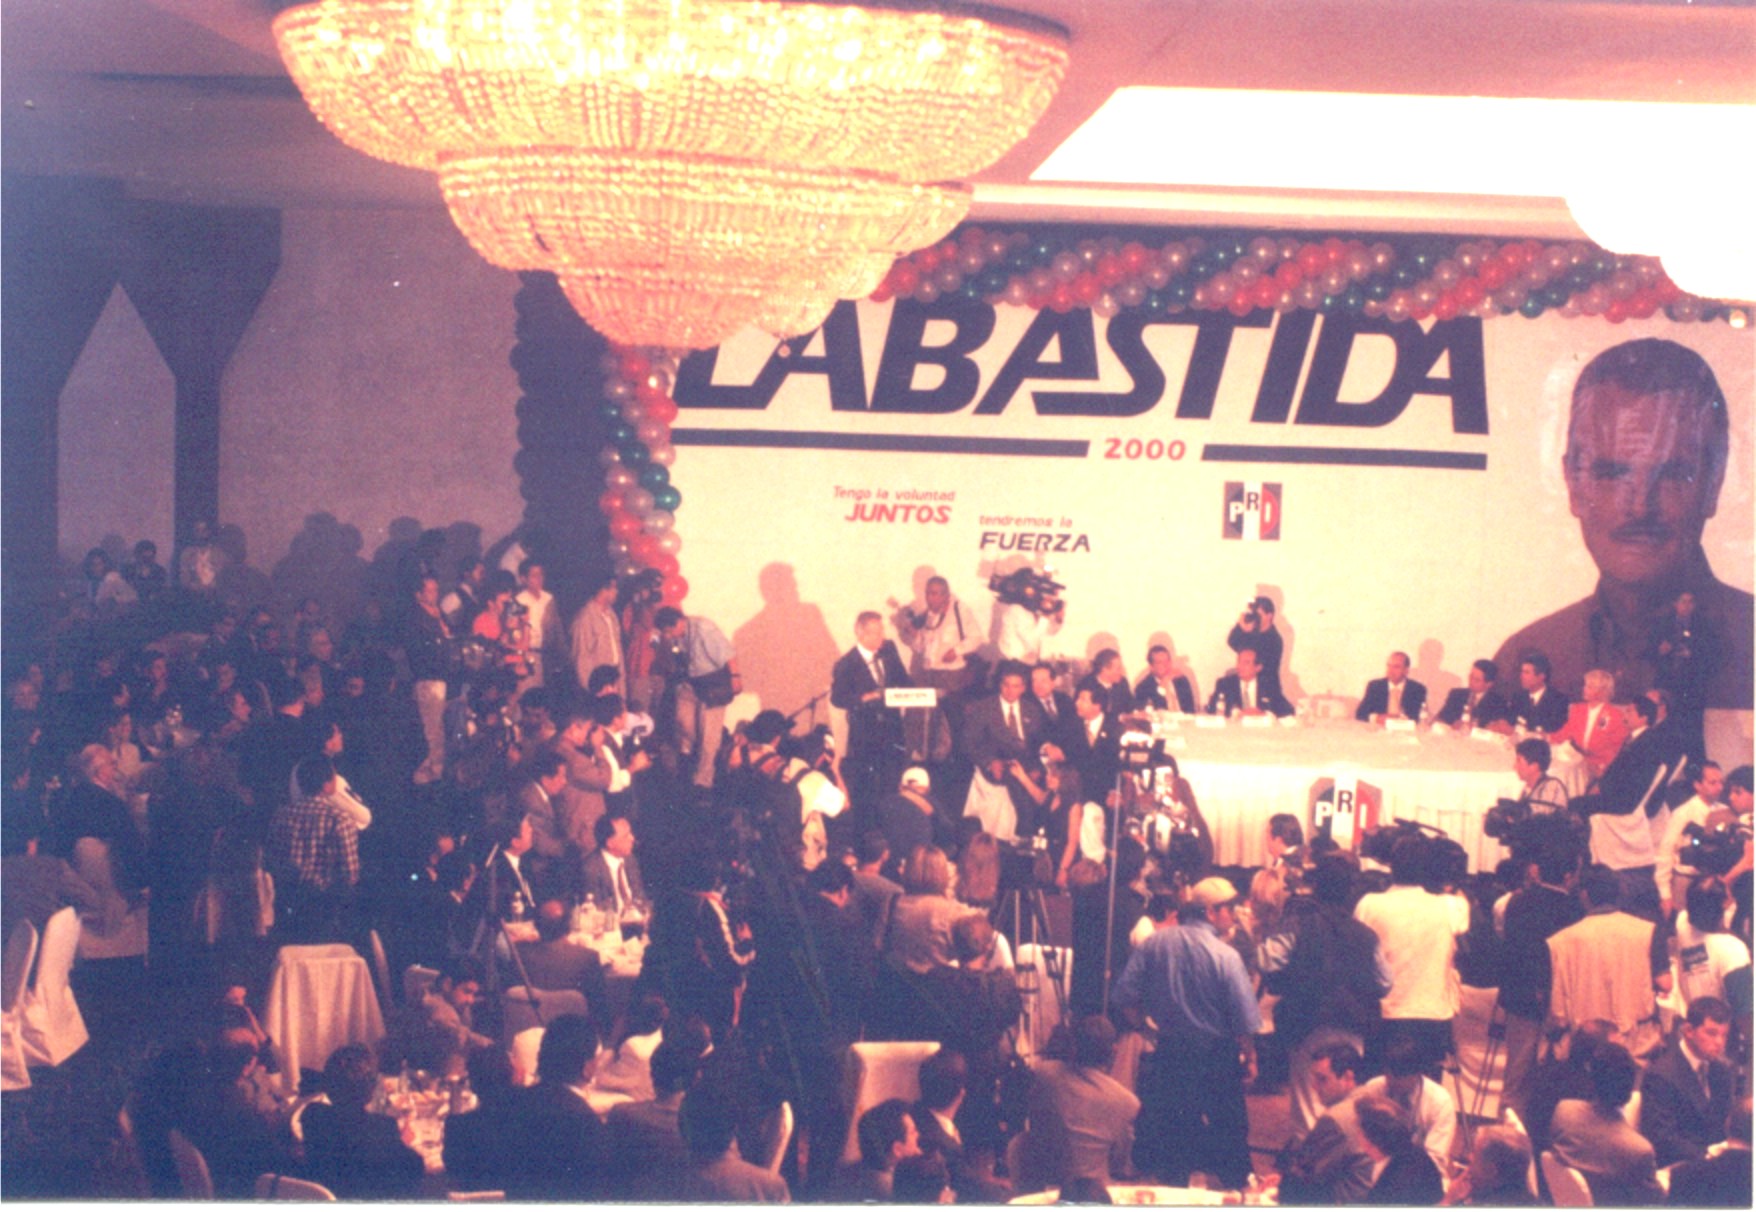 LABASTIDA
2000
Tengo la voluntad
JUNTOS
tendremos la
FUERZA
PRI
PRI